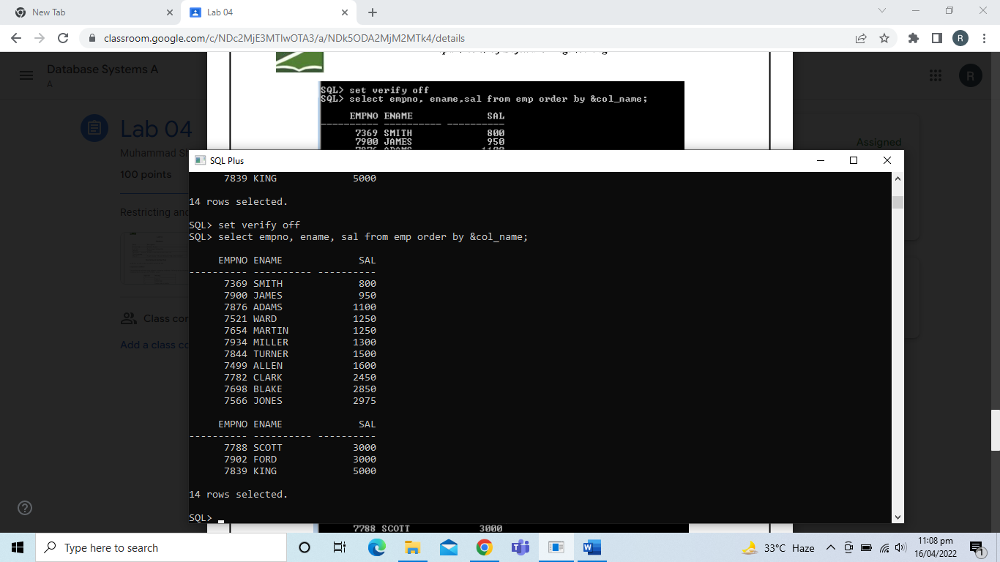 New Tab
Lab 04
classroom.google.com/c/NDc2MjE3MTIwOTA3/a/NDk5ODA2MjM2MTk4/details
R
Database Systems A
A
R
Lab 04
100 points
Assigned
Restricting and
Class co
Add a class co
SQL> set verify off
SQL> select empno, ename,sal from emp order by &col_name;
EMPNO ENAME SAL
---------- ---------- ----------
7369 SMITH 800
7900 JAMES 950
7876 ADAMS 1100
SQL Plus
7839 KING 5000
14 rows selected.
SQL> set verify off
SQL> select empno, ename, sal from emp order by &col_name;
EMPNO ENAME SAL
---------- ---------- ----------
7369 SMITH 800
7900 JAMES 950
7876 ADAMS 1100
7521 WARD 1250
7654 MARTIN 1250
7934 MILLER 1300
7844 TURNER 1500
7499 ALLEN 1600
7782 CLARK 2450
7698 BLAKE 2850
7566 JONES 2975
EMPNO ENAME SAL
---------- ---------- ----------
7788 SCOTT 3000
7902 FORD 3000
7839 KING 5000
14 rows selected.
SQL>
7788 SCOTT 3000
Type here to search
33°C Haze
11:08 pm
16/04/2022
1